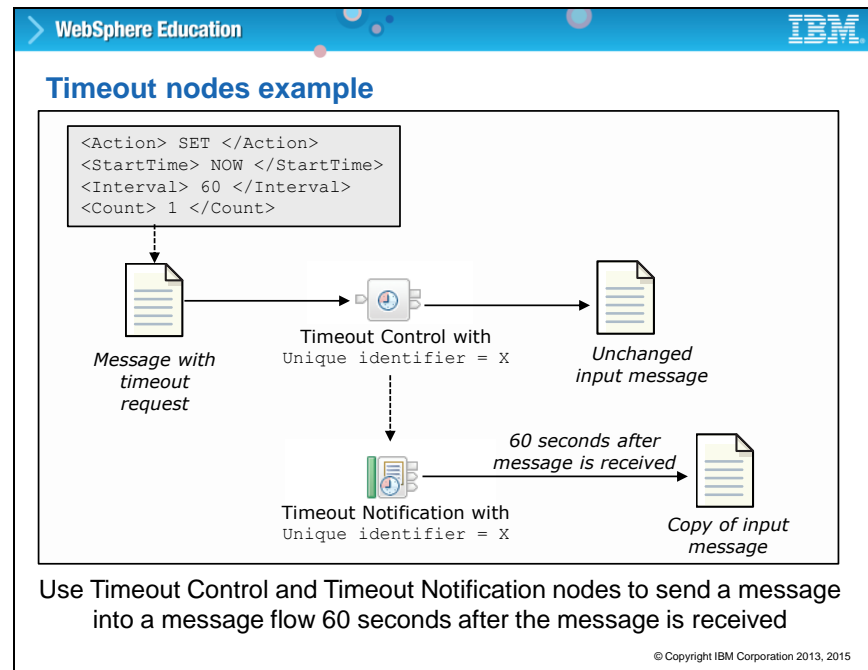 WebSphere Education
IBM.
Timeout nodes example
<Action> SET </Action>
<StartTime> NOW </StartTime>
<Interval> 60 </Interval>
<Count> 1 </Count>
Message with
timeout
request
Timeout Control with
Unique identifier = X
Unchanged
input message
60 seconds after
message is received
Timeout Notification with
Unique identifier = X
Copy of input
message
Use Timeout Control and Timeout Notification nodes to send a message
into a message flow 60 seconds after the message is received
© Copyright IBM Corporation 2013, 2015